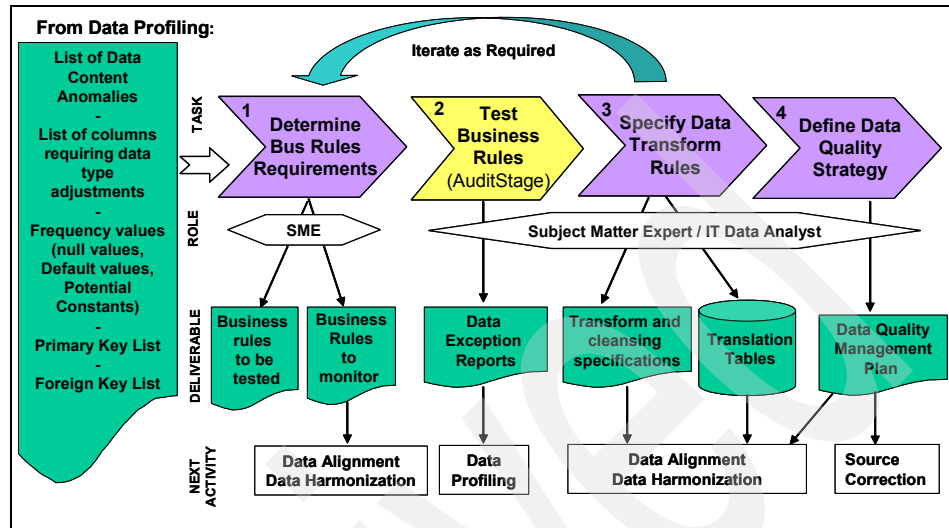 From Data Profiling:
List of Data
Content
Anomalies
-
List of columns
requiring data
type
adjustments
-
Frequency values
(null values,
Default values,
Potential
Constants)
-
Primary Key List
-
Foreign Key List
Iterate as Required
TASK
1
Determine
Bus Rules
Requirements
2
Test
Business
Rules
(AuditStage)
3
Specify Data
Transform
Rules
4
Define Data
Quality
Strategy
ROLE
SME
Subject Matter Expert / IT Data Analyst
DELIVERABLE
Business
rules
to be
tested
Business
Rules
to
monitor
Data
Exception
Reports
Transform and
cleansing
specifications
Translation
Tables
Data Quality
Management
Plan
NEXT
ACTIVITY
Data Alignment
Data Harmonization
Data
Profiling
Data Alignment
Data Harmonization
Source
Correction